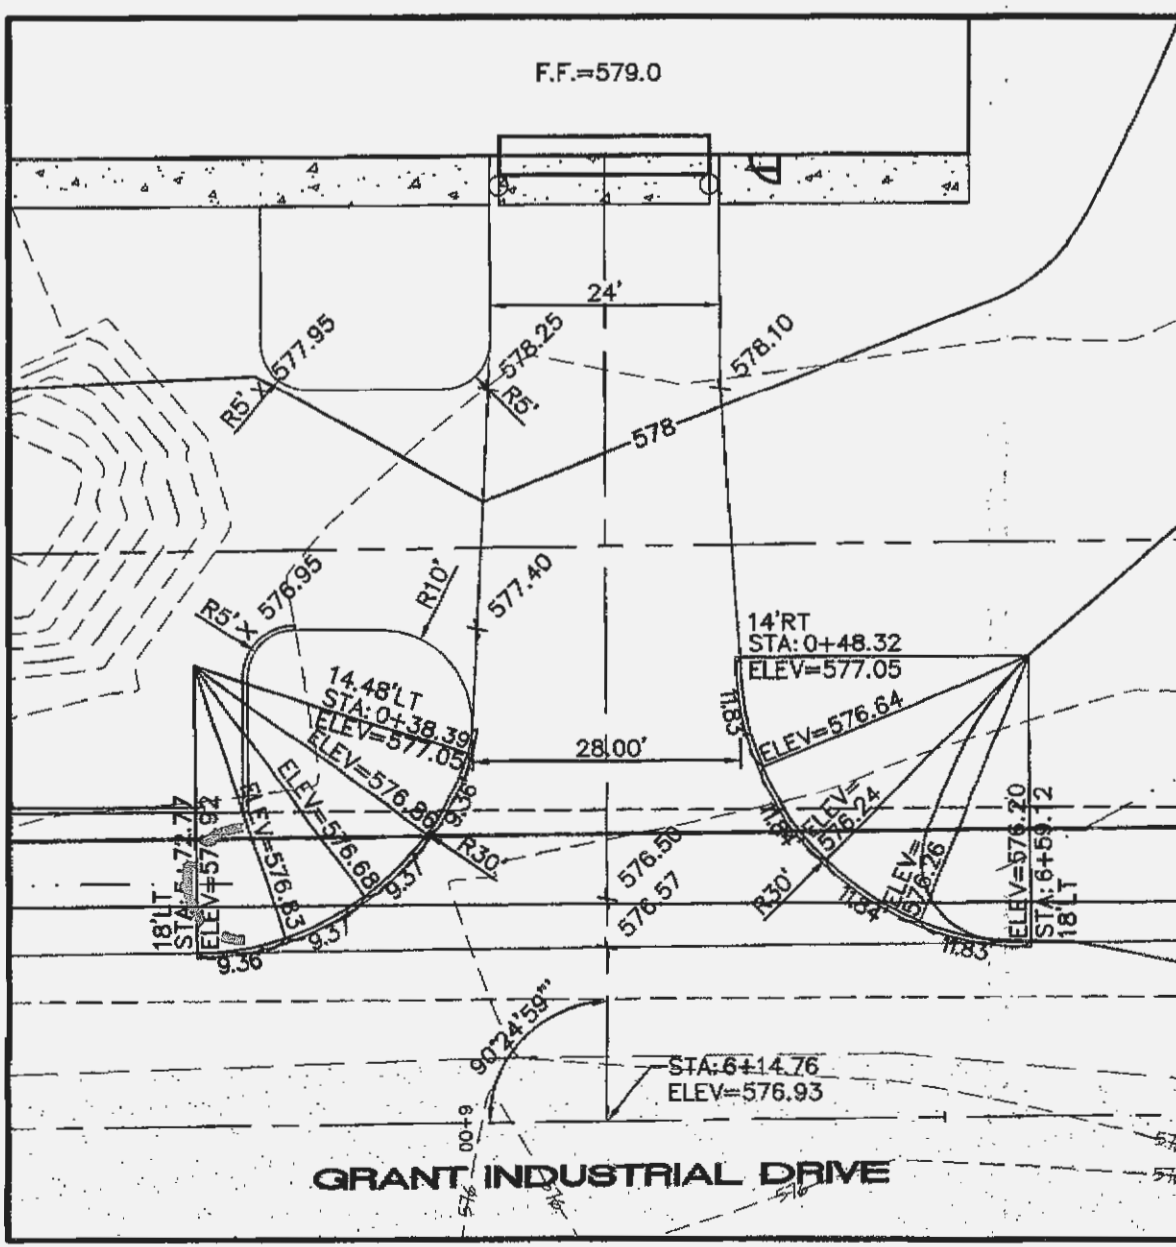 F.F.=579.0
24'
577.95
R5'
578.25
R5'
578.10
578
R5'
576.95
R10'
577.40
14'RT
STA: 0+48.32
ELEV=577.05
14.48'LT
STA: 0+38.39
ELEV=577.05
ELEV=576.86
ELEV=576.68
ELEV=576.83
28.00'
11.83
ELEV=576.64
ELEV=
576.24
ELEV=
576.26
ELEV=576.20
STA: 6+59.12
18'LT
18'LT
9.36
R30'
9.37
9.37
9.36
576.50
576.57
R30'
11.84
11.83
90°24'59"
STA: 6+14.76
ELEV=576.93
6+00
GRANT INDUSTRIAL DRIVE
576
576
576